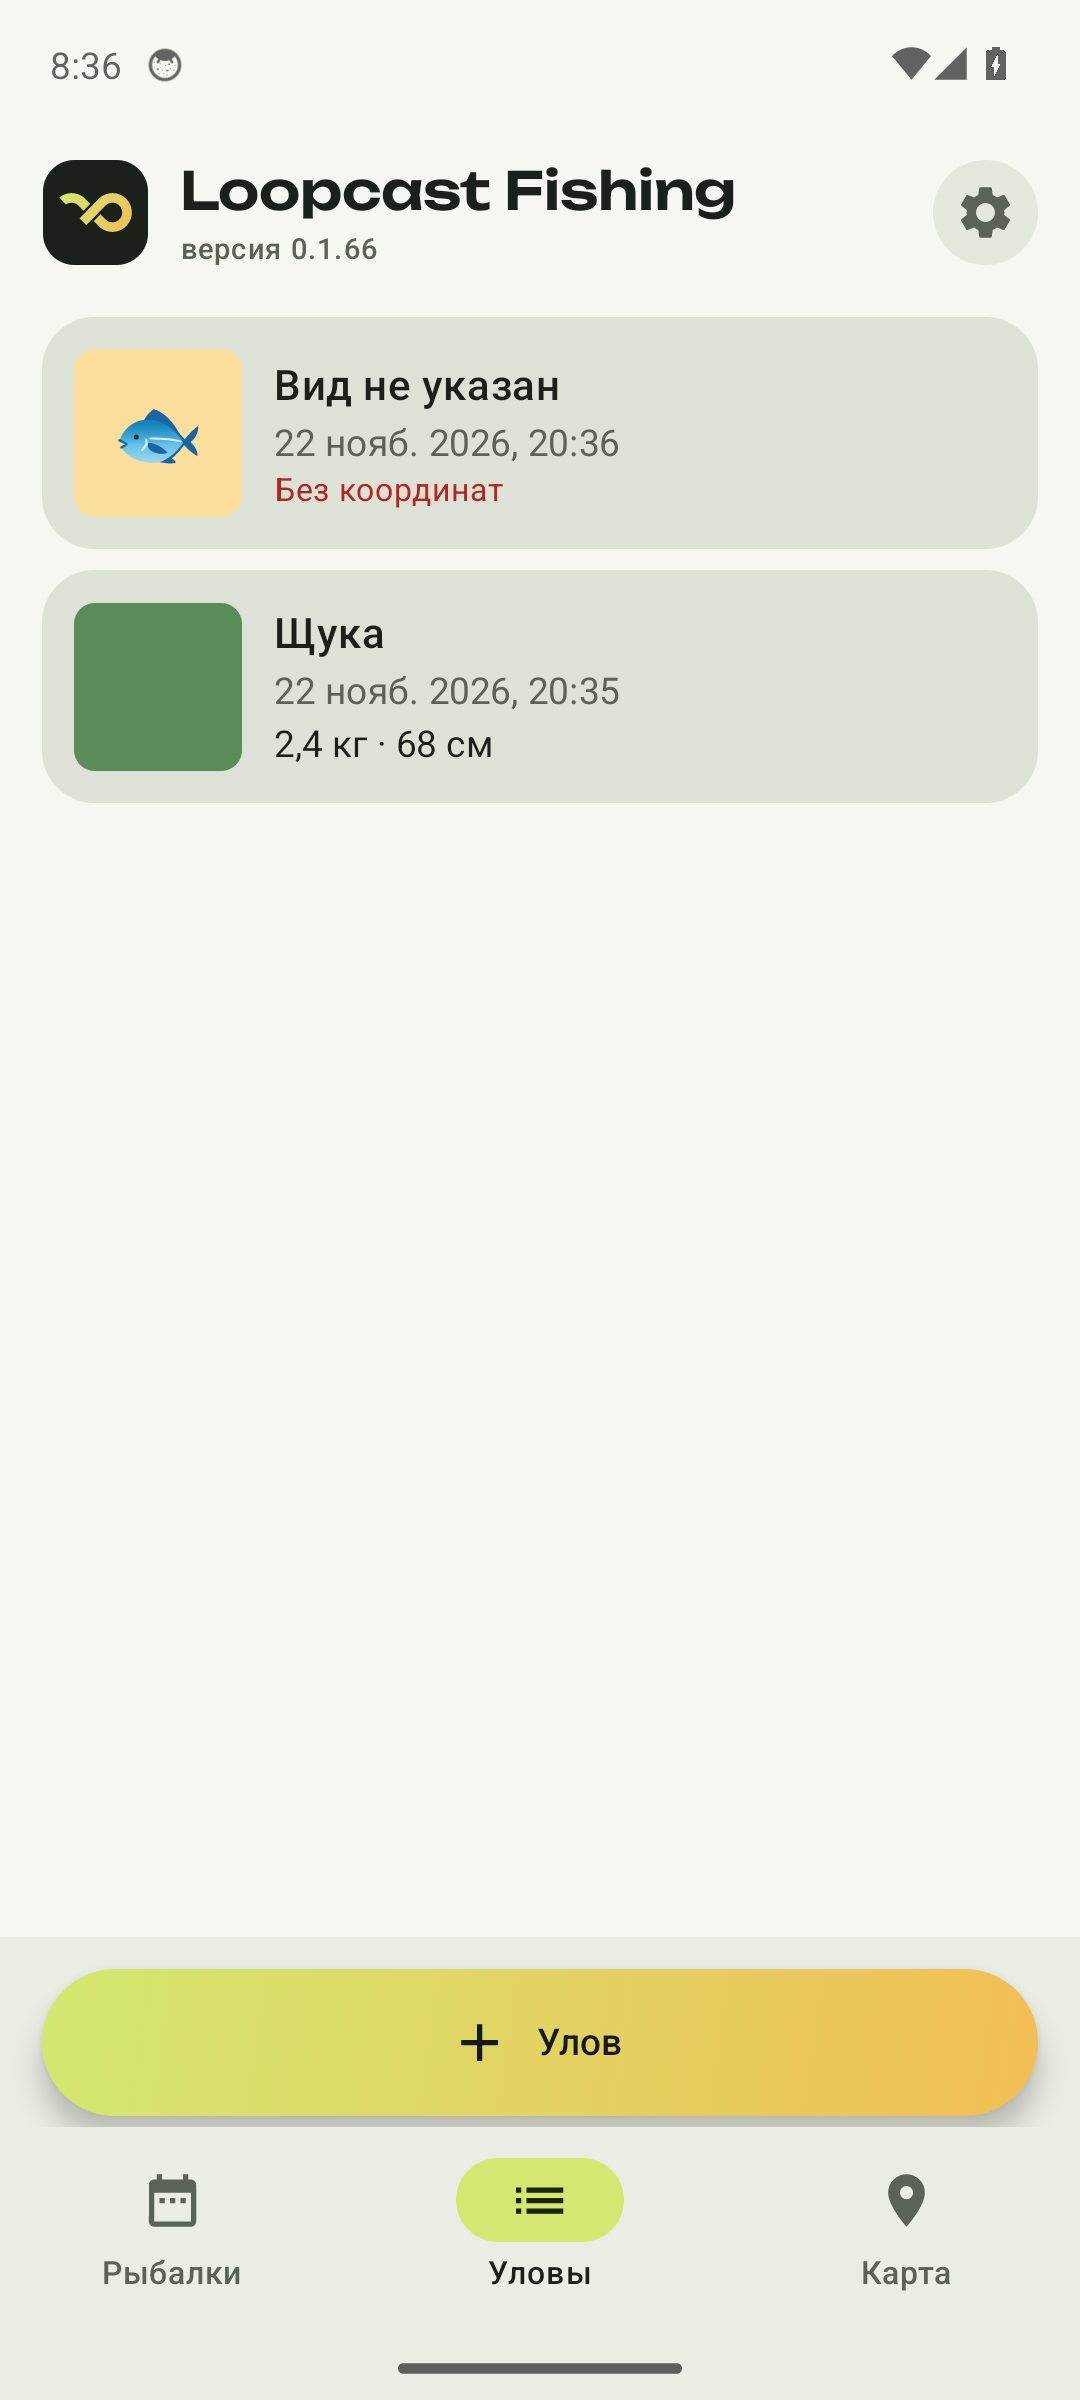 8:36
Loopcast Fishing
версия 0.1.66
Вид не указан
22 нояб. 2026, 20:36
Без координат
Щука
22 нояб. 2026, 20:35
2,4 кг · 68 см
+ Улов
Рыбалки
Уловы
Карта